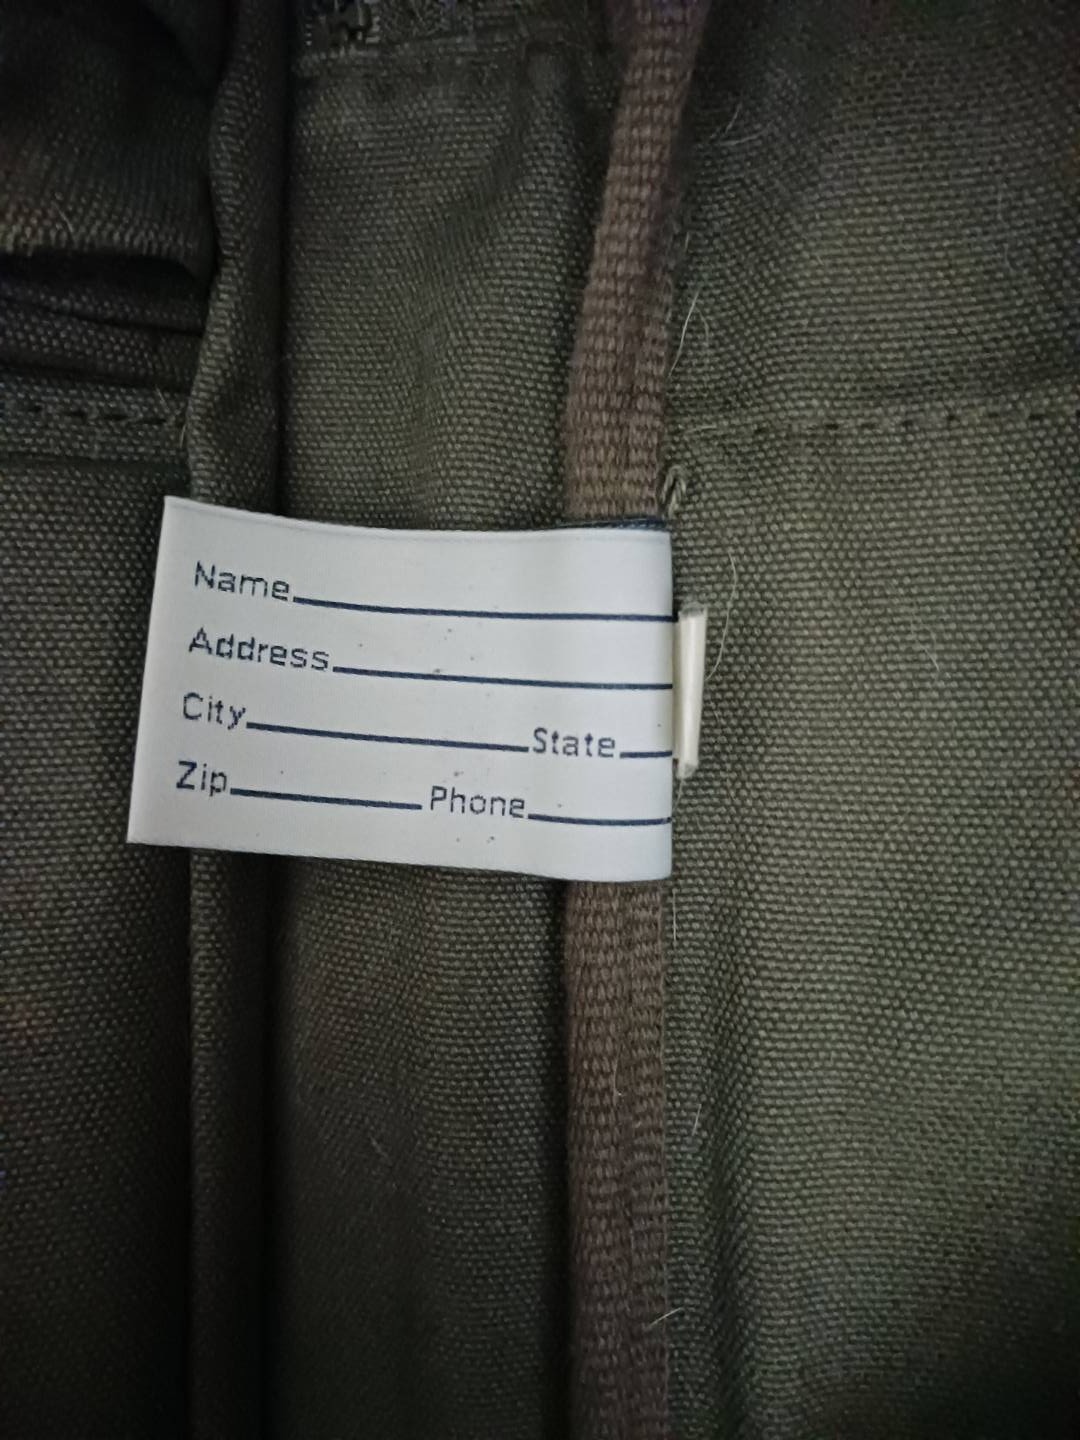 Name
Address
City State
Zip Phone